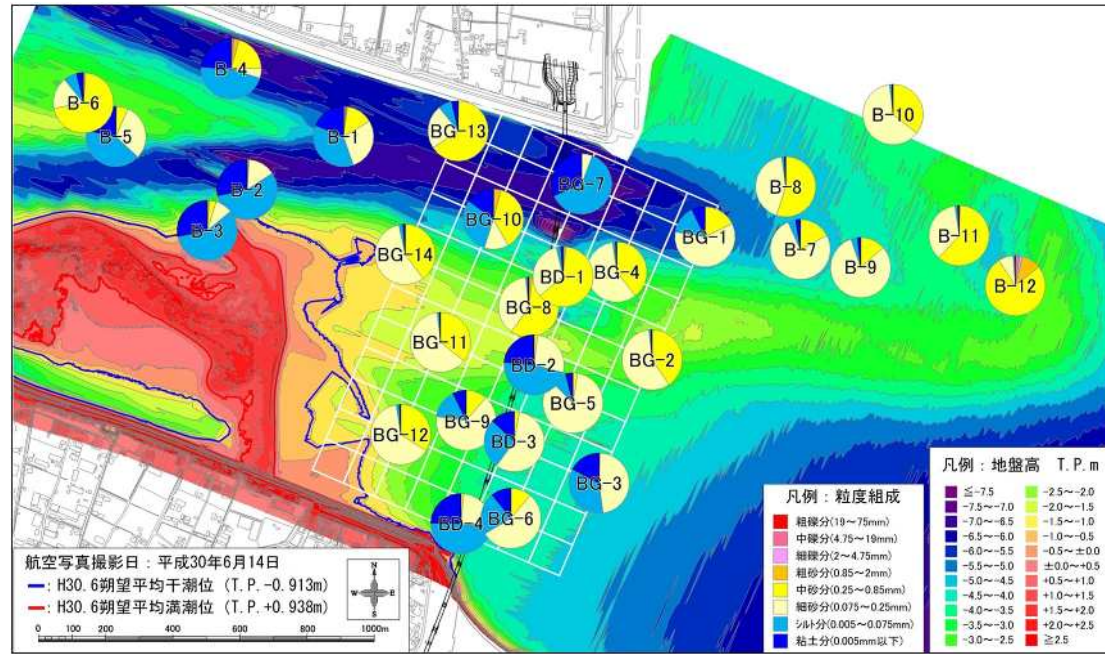 B-4
B-6
B-5
B-1
BG-13
B-10
B-2
BG-7
B-8
B-3
BG-10
BG-1
B-7
B-11
BG-14
BD-1
BG-4
B-9
B-12
BG-8
BG-11
BD-2
BG-2
BG-5
BG-9
BG-12
BD-3
BG-3
BD-4
BG-6
航空写真撮影日：平成30年6月14日
：H30.6朔望平均干潮位 (T.P.-0.913m)
：H30.6朔望平均満潮位 (T.P.+0.938m)
0 200 400 600 800 1000m
N
W E
S
凡例：粒度組成
粗礫分(19～75mm)
中礫分(4.75～19mm)
細礫分(2～4.75mm)
粗砂分(0.85～2mm)
中砂分(0.25～0.85mm)
細砂分(0.075～0.25mm)
シルト分(0.005～0.075mm)
粘土分(0.005mm以下)
凡例：地盤高 T.P.m
≦-7.5 -2.5～-2.0
-7.5～-7.0 -2.0～-1.5
-7.0～-6.5 -1.5～-1.0
-6.5～-6.0 -1.0～-0.5
-6.0～-5.5 -0.5～±0.0
-5.5～-5.0 ±0.0～+0.5
-5.0～-4.5 +0.5～+1.0
-4.5～-4.0 +1.0～+1.5
-4.0～-3.5 +1.5～+2.0
-3.5～-3.0 +2.0～+2.5
-3.0～-2.5 ≧2.5